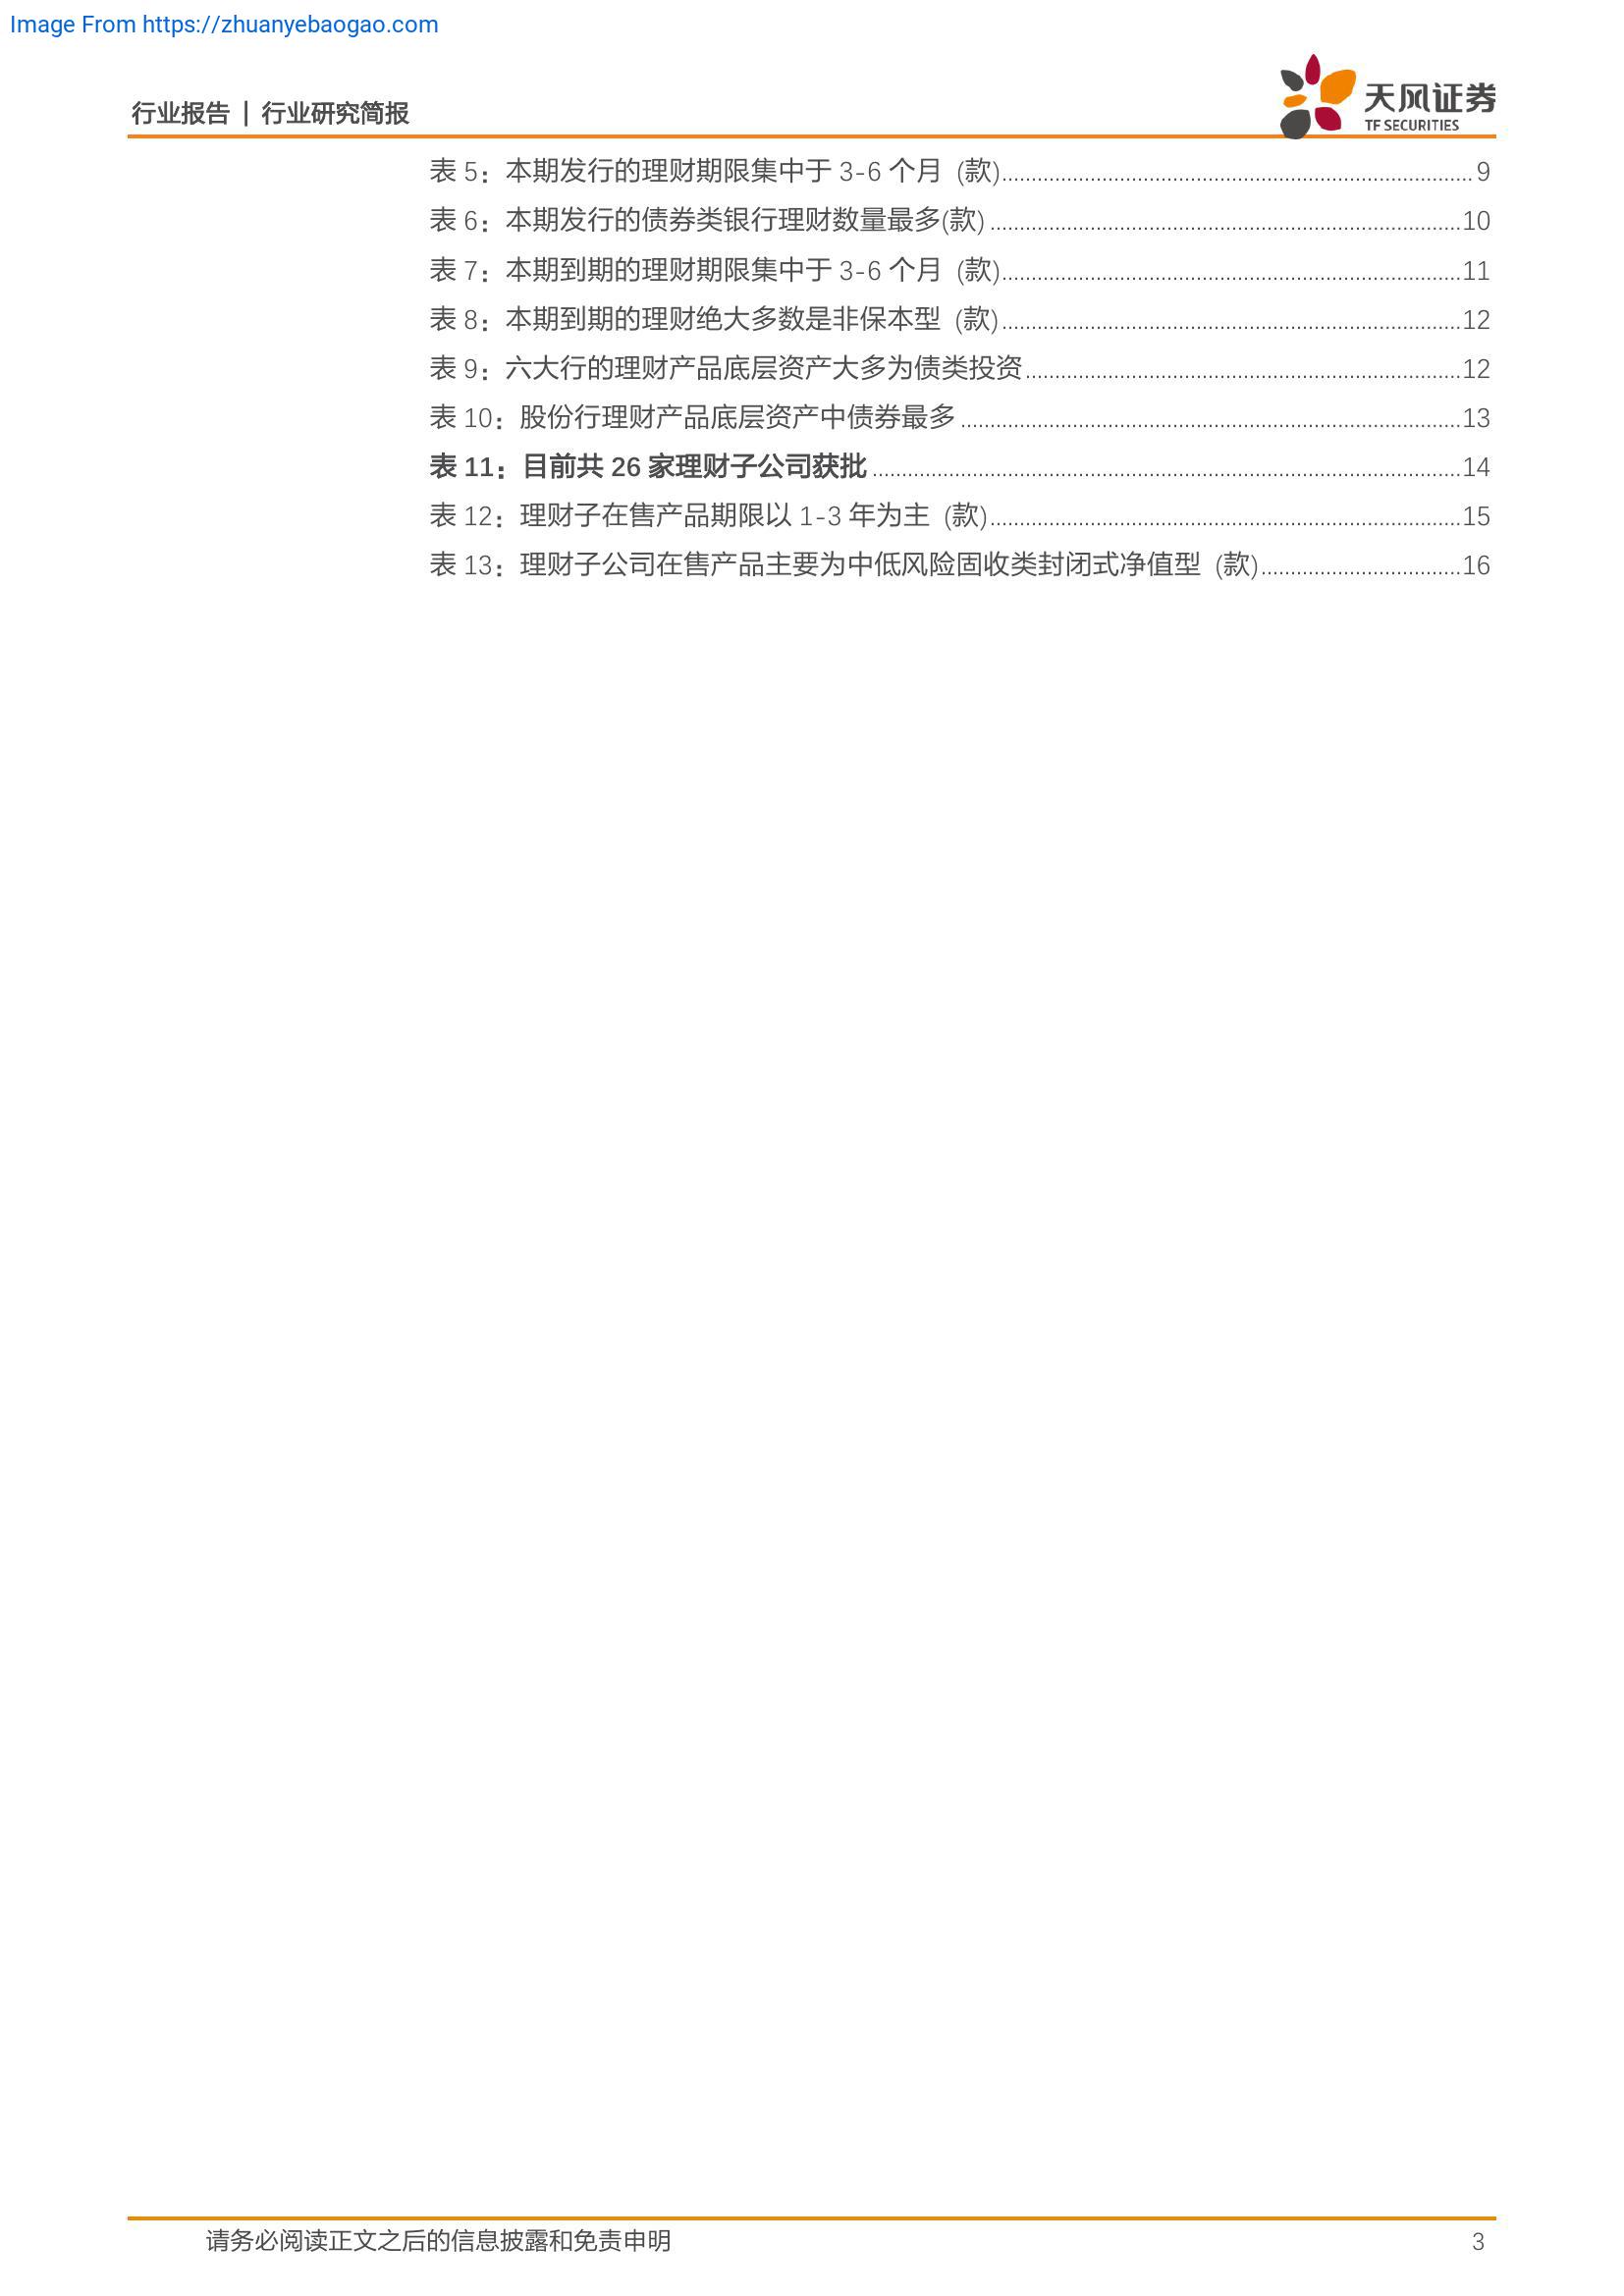 Image From https://zhuanyebaogao.com
行业报告 | 行业研究简报
天风证券
TF SECURITIES
表 5：本期发行的理财期限集中于 3-6 个月 (款)........................................................................9
表 6：本期发行的债券类银行理财数量最多(款)........................................................................10
表 7：本期到期的理财期限集中于 3-6 个月 (款)........................................................................11
表 8：本期到期的理财绝大多数是非保本型 (款)........................................................................12
表 9：六大行的理财产品底层资产大多为债类投资........................................................................12
表 10：股份行理财产品底层资产中债券最多........................................................................13
表 11：目前共 26 家理财子公司获批........................................................................14
表 12：理财子在售产品期限以 1-3 年为主 (款)........................................................................15
表 13：理财子公司在售产品主要为中低风险固收类封闭式净值型 (款)..................................16
请务必阅读正文之后的信息披露和免责申明
3